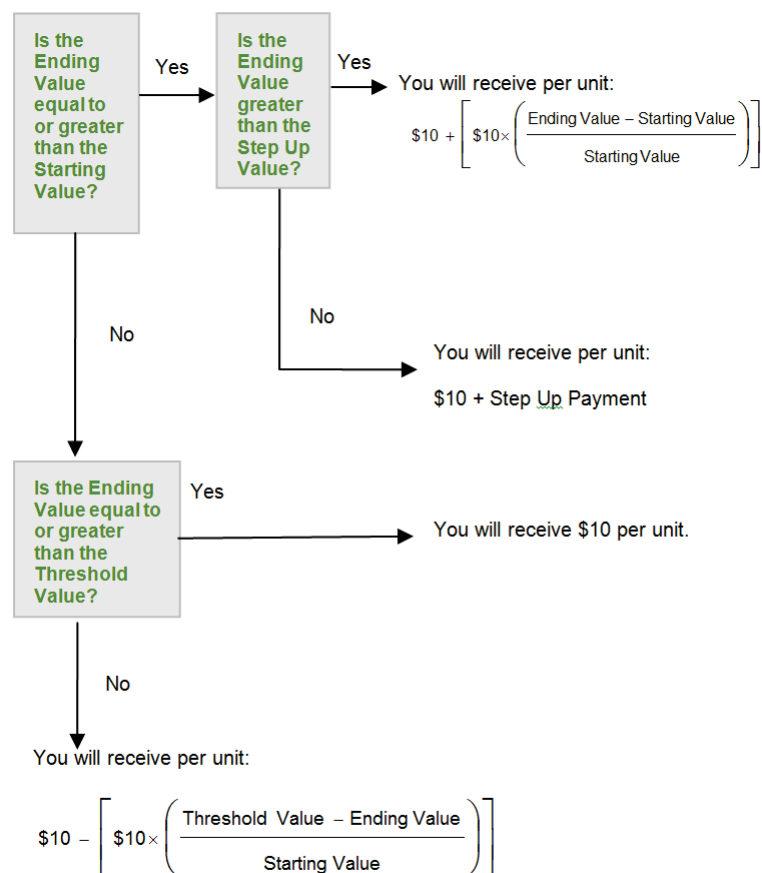 Is the
Ending
Value
equal to
or greater
than the
Starting
Value?
Yes
Is the
Ending
Value
greater
than the
Step Up
Value?
Yes
You will receive per unit:
$10 + [ $10× ( Ending Value – Starting Value
Starting Value ) ]
No
You will receive per unit:
$10 + Step Up Payment
No
Is the Ending
Value equal to
or greater
than the
Threshold
Value?
Yes
You will receive $10 per unit.
No
You will receive per unit:
$10 – [ $10× ( Threshold Value – Ending Value
Starting Value ) ]